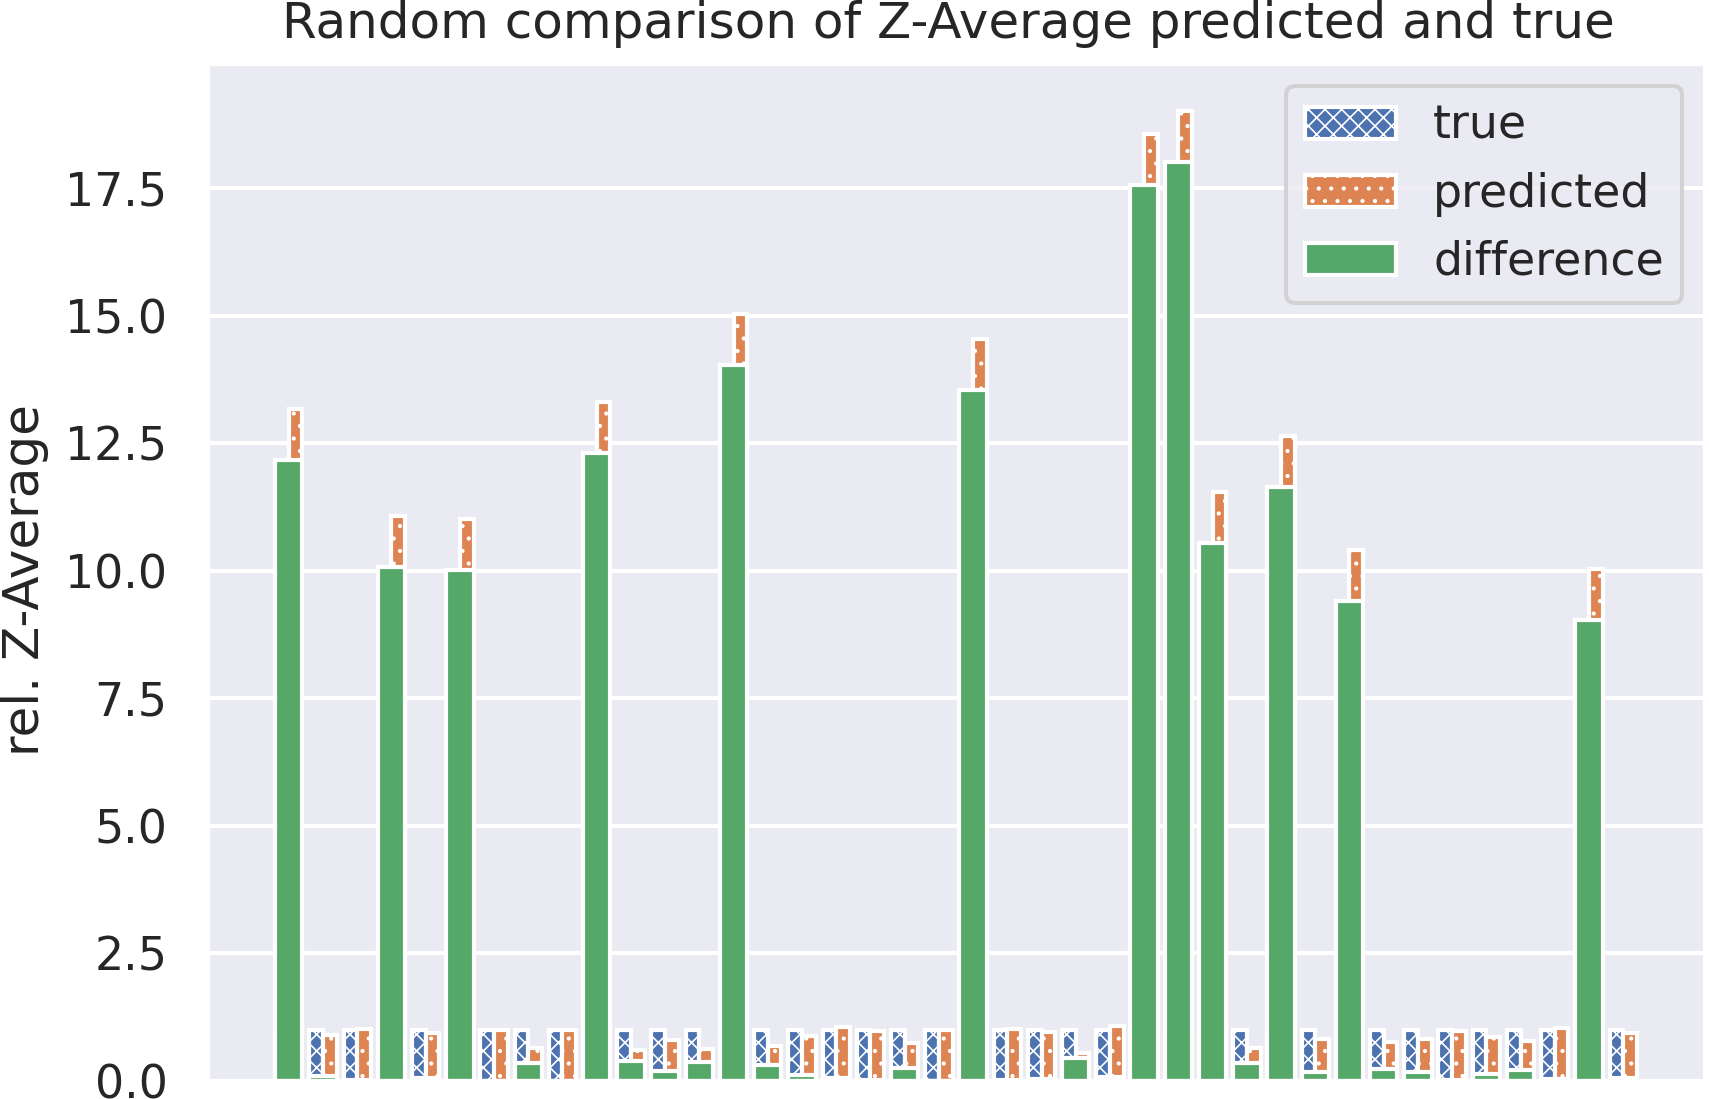 Random comparison of Z-Average predicted and true
true
predicted
difference
rel. Z-Average
17.5
15.0
12.5
10.0
7.5
5.0
2.5
0.0